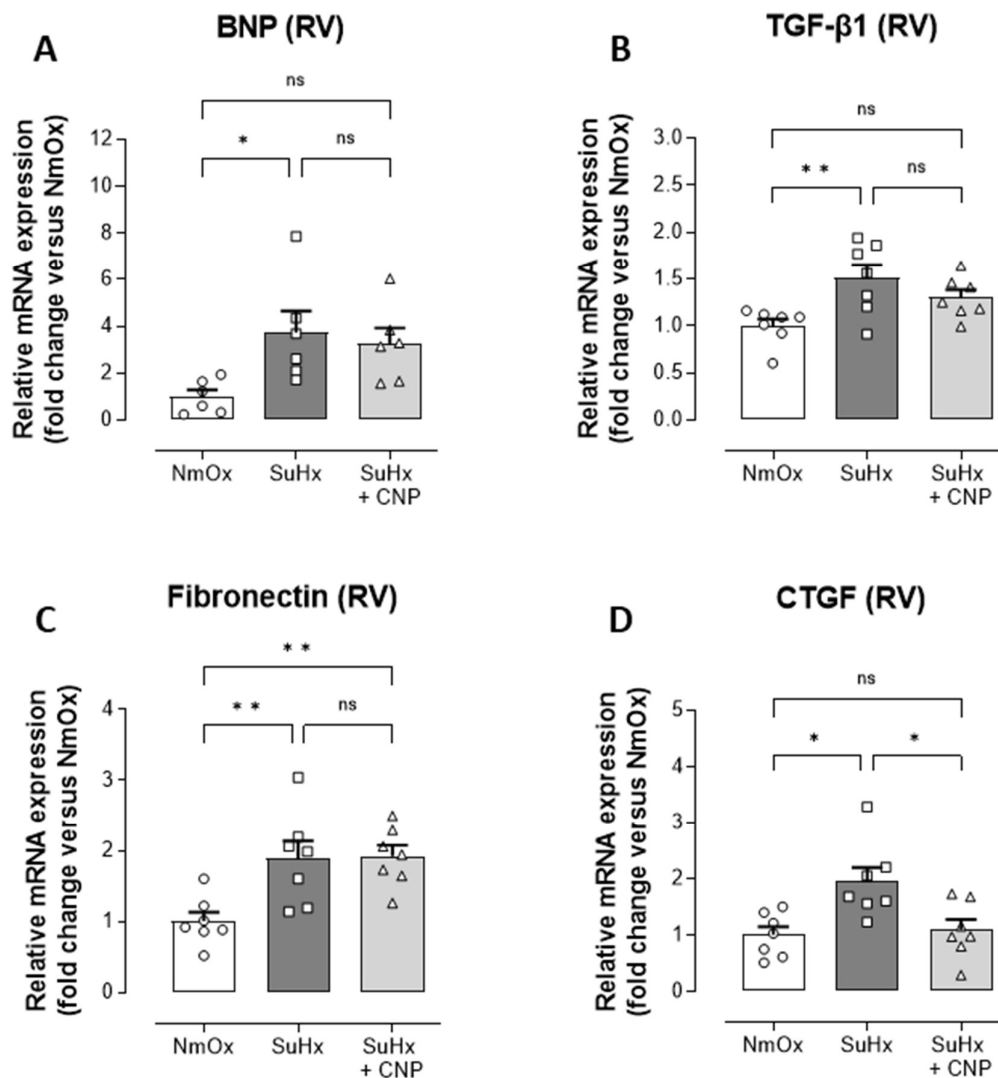 A
BNP (RV)
Relative mRNA expression
(fold change versus NmOx)
ns
*
ns
12
10
8
6
4
2
0
NmOx
SuHx
SuHx
+ CNP
B
TGF-β1 (RV)
Relative mRNA expression
(fold change versus NmOx)
ns
* *
ns
3.0
2.5
2.0
1.5
1.0
0.5
0.0
NmOx
SuHx
SuHx
+ CNP
C
Fibronectin (RV)
Relative mRNA expression
(fold change versus NmOx)
* *
* *
ns
4
3
2
1
0
NmOx
SuHx
SuHx
+ CNP
D
CTGF (RV)
Relative mRNA expression
(fold change versus NmOx)
ns
*
*
5
4
3
2
1
0
NmOx
SuHx
SuHx
+ CNP